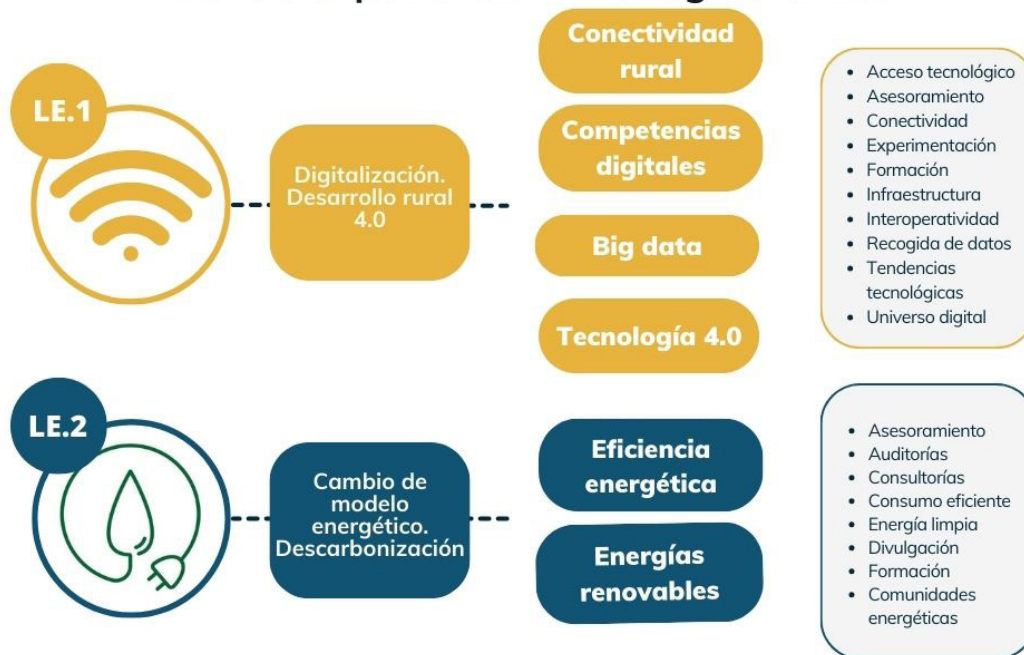 LE.1
Digitalización.
Desarrollo rural
4.0
Conectividad
rural
Competencias
digitales
Big data
Tecnología 4.0
• Acceso tecnológico
• Asesoramiento
• Conectividad
• Experimentación
• Formación
• Infraestructura
• Interoperatividad
• Recogida de datos
• Tendencias
tecnológicas
• Universo digital
LE.2
Cambio de
modelo
energético.
Descarbonización
Eficiencia
energética
Energías
renovables
• Asesoramiento
• Auditorías
• Consultorías
• Consumo eficiente
• Energía limpia
• Divulgación
• Formación
• Comunidades
energéticas